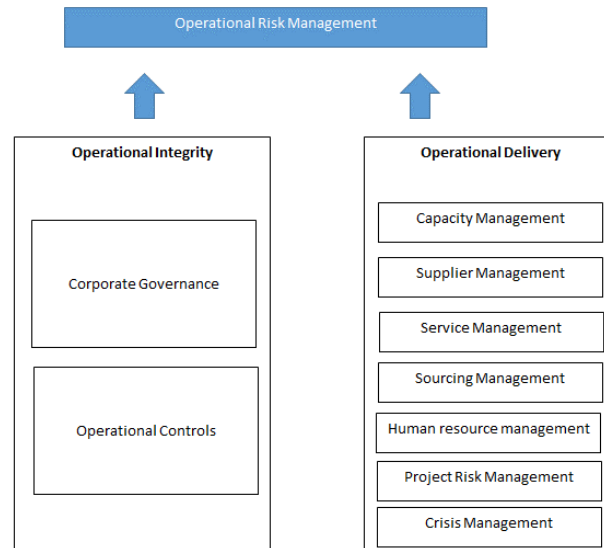 Operational Risk Management
Operational Integrity
Corporate Governance
Operational Controls
Operational Delivery
Capacity Management
Supplier Management
Service Management
Sourcing Management
Human resource management
Project Risk Management
Crisis Management